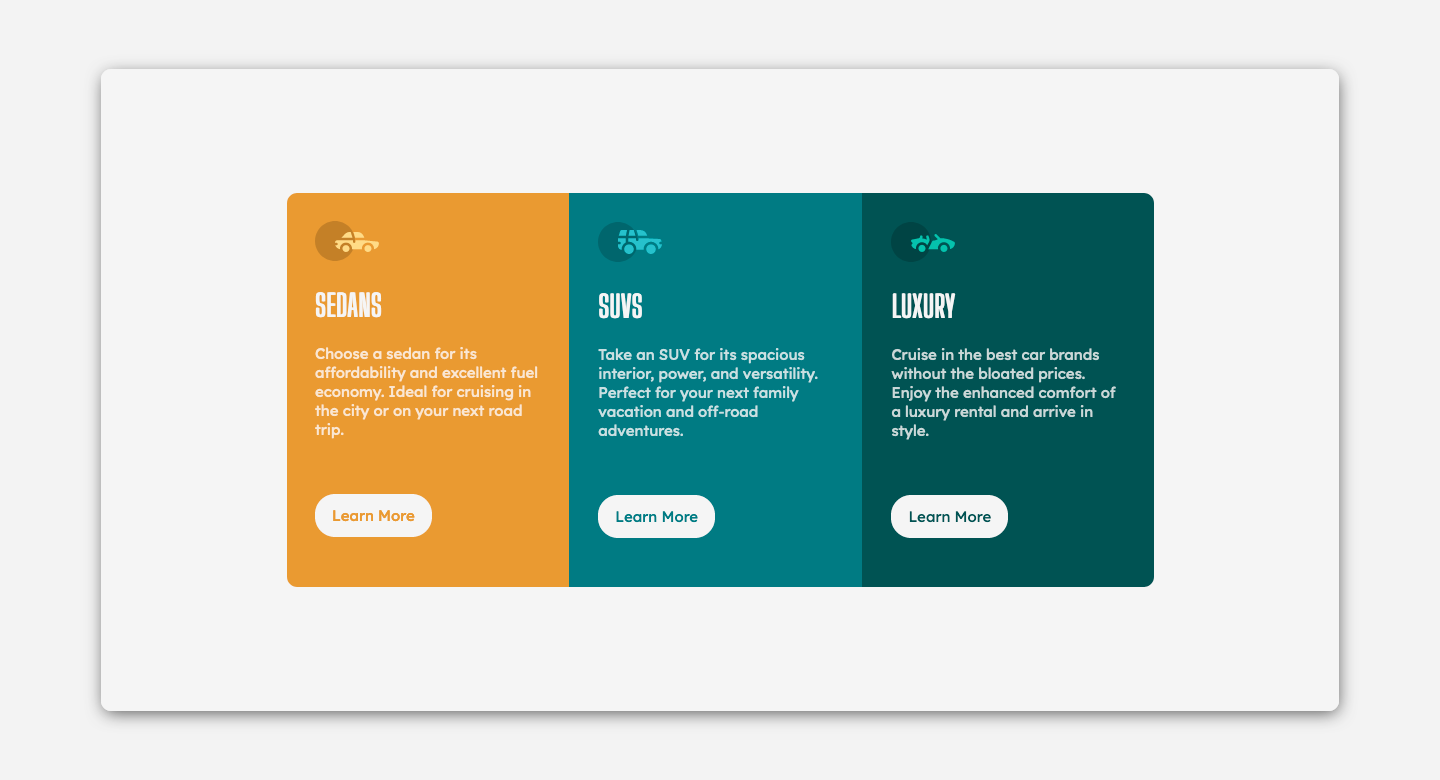 SEDANS
Choose a sedan for its
affordability and excellent fuel
economy. Ideal for cruising in
the city or on your next road
trip.
Learn More
SUVS
Take an SUV for its spacious
interior, power, and versatility.
Perfect for your next family
vacation and off-road
adventures.
Learn More
LUXURY
Cruise in the best car brands
without the bloated prices.
Enjoy the enhanced comfort of
a luxury rental and arrive in
style.
Learn More